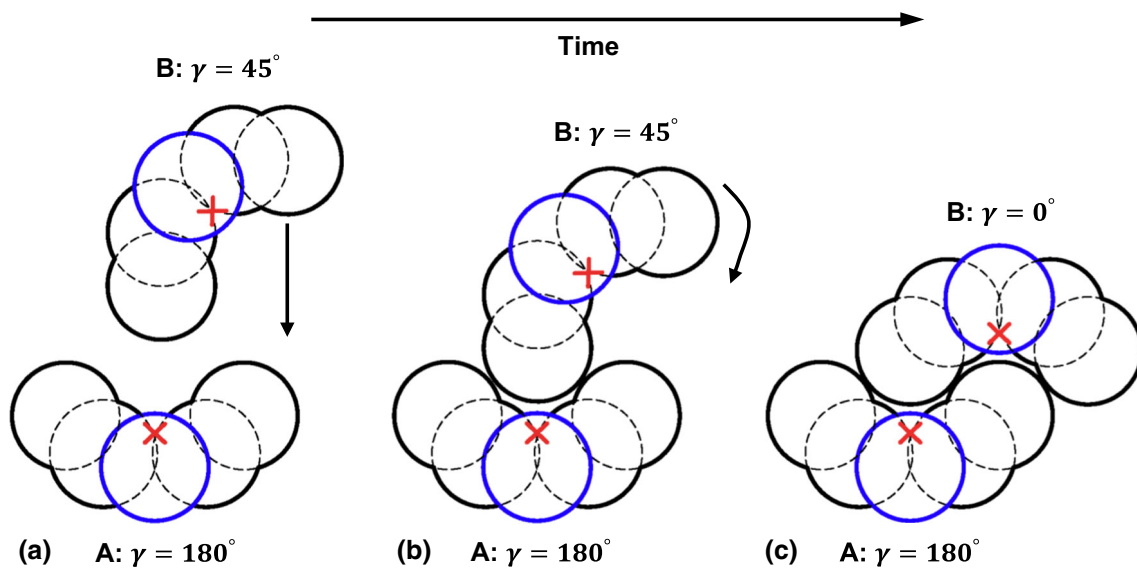 Time
B: γ = 45°
B: γ = 45°
B: γ = 0°
(a) A: γ = 180°
(b) A: γ = 180°
(c) A: γ = 180°